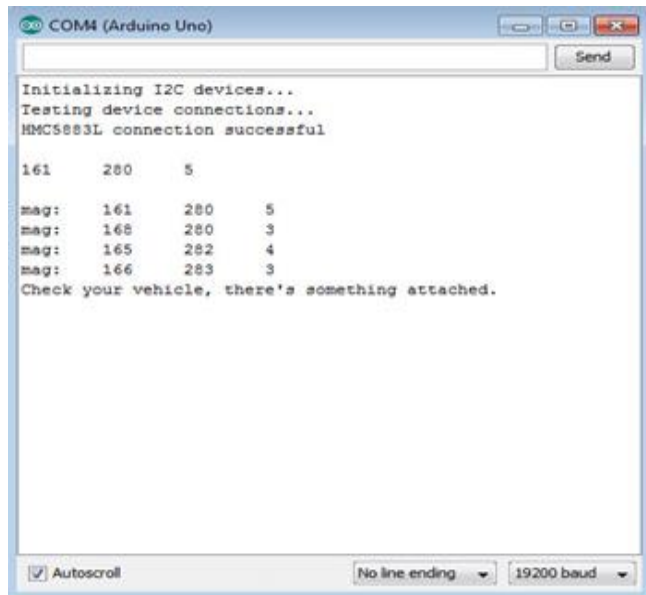 COM4 (Arduino Uno)
Send
Initializing I2C devices...
Testing device connections...
HMC5883L connection successful
161 280 5
mag: 161 280 5
mag: 168 280 3
mag: 165 282 4
mag: 166 283 3
Check your vehicle, there's something attached.
Autoscroll No line ending 19200 baud